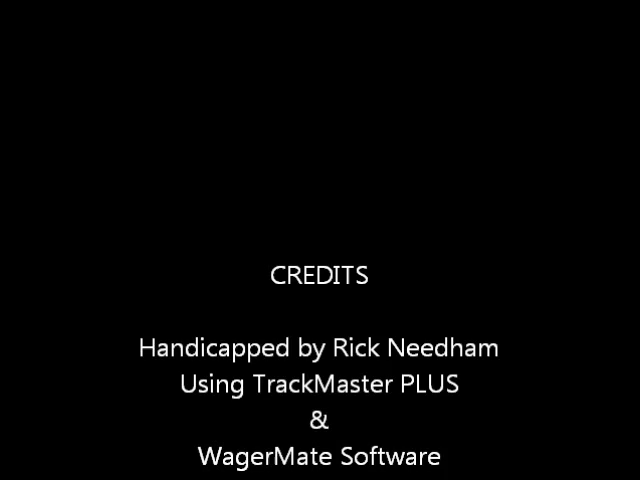 CREDITS
Handicapped by Rick Needham
Using TrackMaster PLUS
&
WagerMate Software